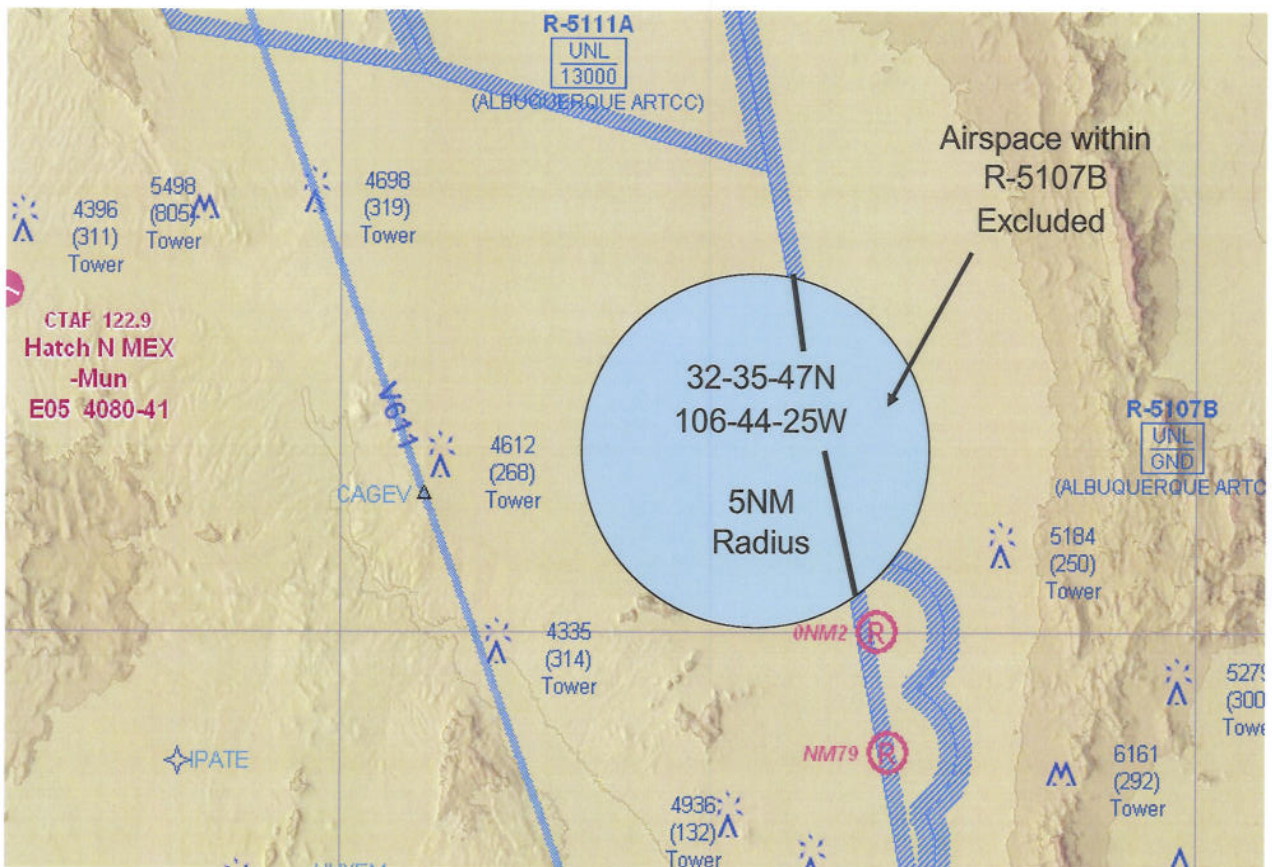 R-5111A
UNL
13000
(ALBUQUERQUE ARTCC)
Airspace within
R-5107B
Excluded
4396
(311)
Tower
5498
(805)
Tower
4698
(319)
Tower
CTAF 122.9
Hatch N MEX
-Mun
E05 4080-41
V611
32-35-47N
106-44-25W
5NM
Radius
R-5107B
UNL
GND
(ALBUQUERQUE ARTC
4612
(268)
Tower
CAGEV
5184
(250)
Tower
4335
(314)
Tower
0NM2
R
5279
(300
Towe
IPATE
NM79
R
6161
(292)
Tower
4936
(132)
Tower